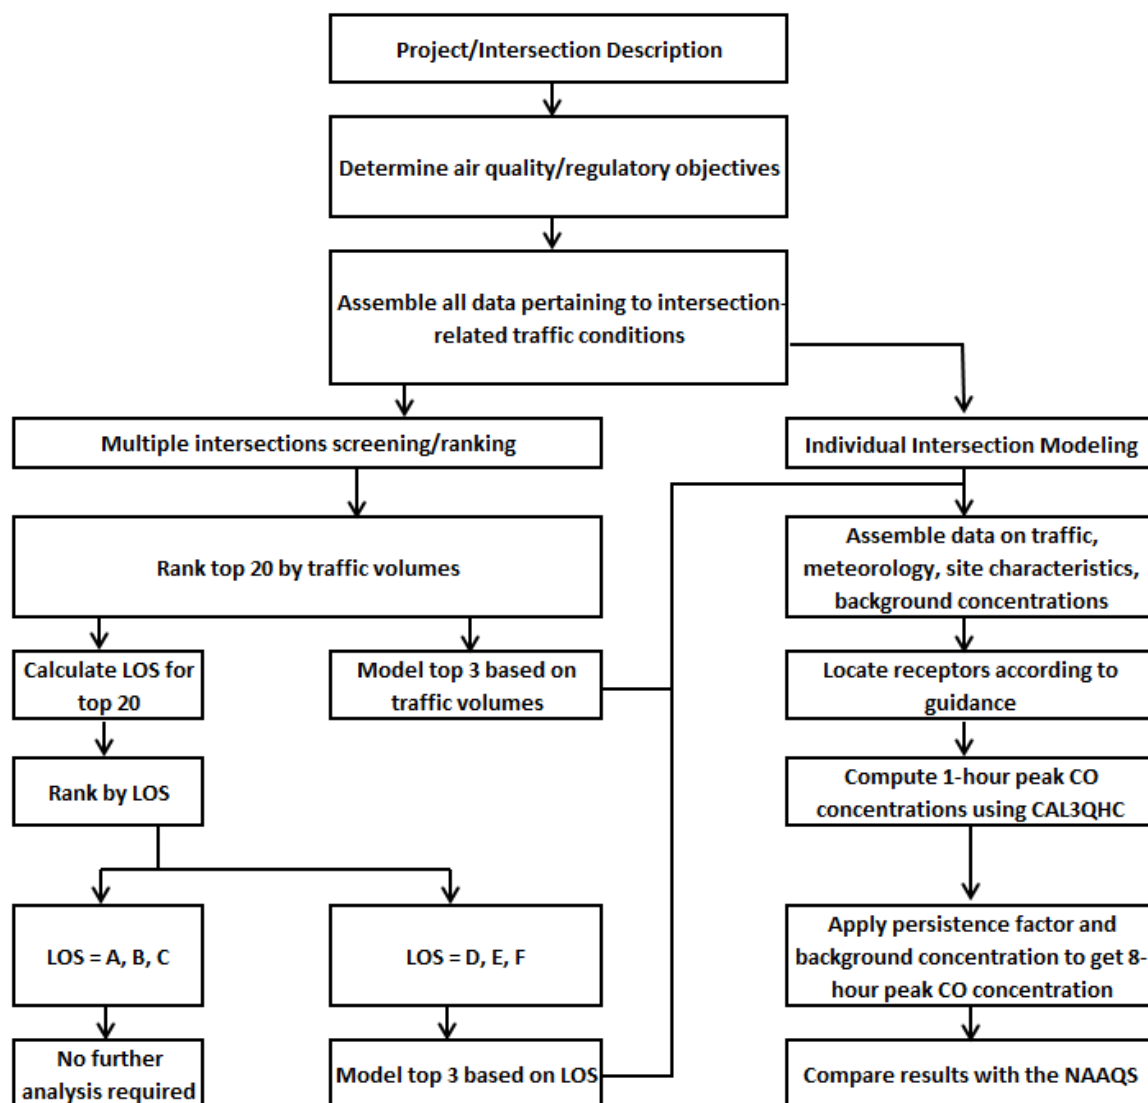 Project/Intersection Description
Determine air quality/regulatory objectives
Assemble all data pertaining to intersection-
related traffic conditions
Multiple intersections screening/ranking
Individual Intersection Modeling
Rank top 20 by traffic volumes
Assemble data on traffic,
meteorology, site characteristics,
background concentrations
Calculate LOS for
top 20
Model top 3 based on
traffic volumes
Locate receptors according to
guidance
Rank by LOS
Compute 1-hour peak CO
concentrations using CAL3QHC
LOS = A, B, C
LOS = D, E, F
Apply persistence factor and
background concentration to get 8-
hour peak CO concentration
No further
analysis required
Model top 3 based on LOS
Compare results with the NAAQS